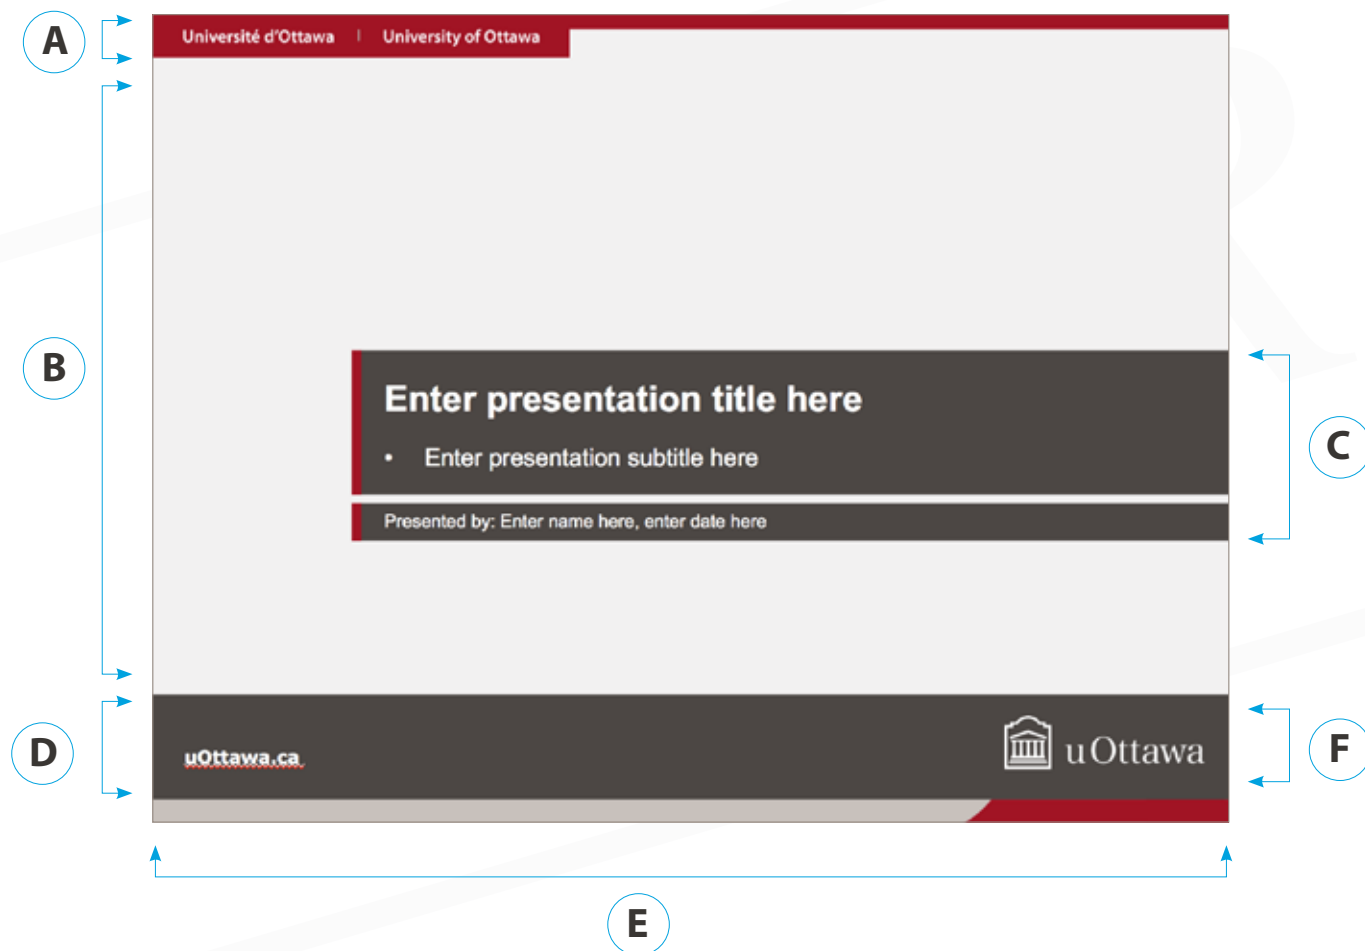 A
Université d'Ottawa | University of Ottawa
B
Enter presentation title here
• Enter presentation subtitle here
Presented by: Enter name here, enter date here
C
D
uOttawa.ca
uOttawa
F
E
R